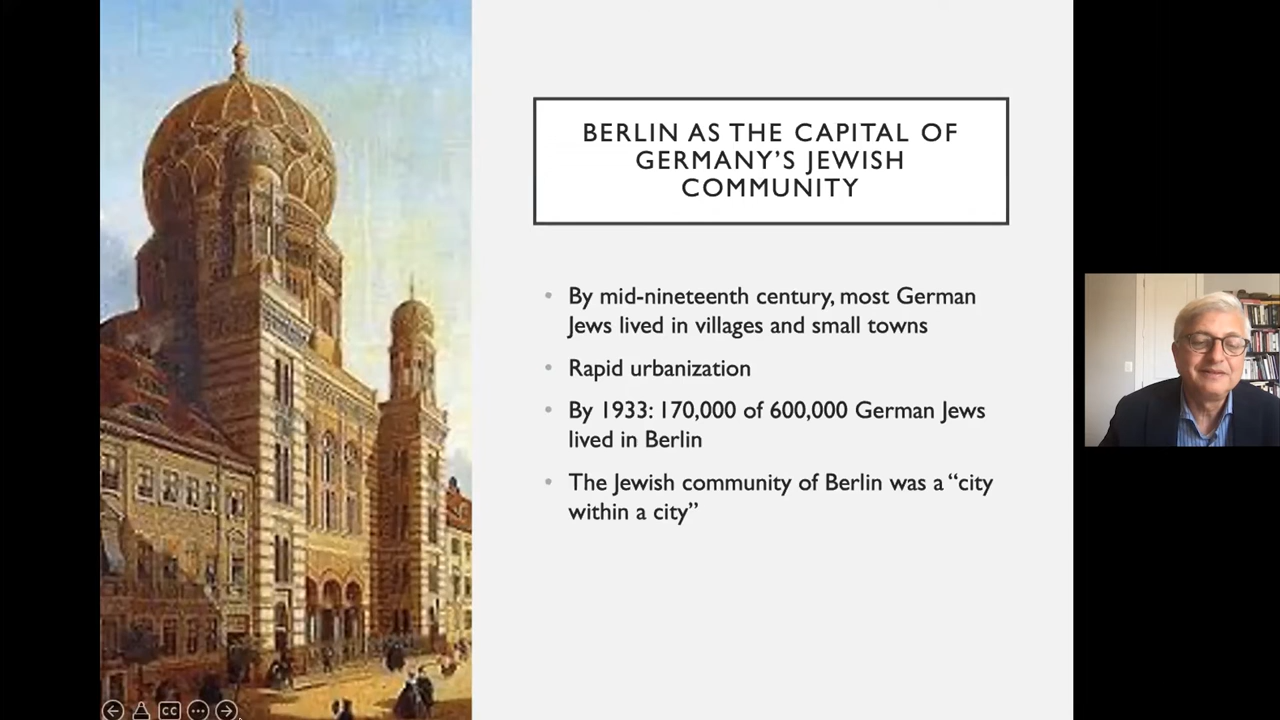 BERLIN AS THE CAPITAL OF
GERMANY’S JEWISH
COMMUNITY
• By mid-nineteenth century, most German
Jews lived in villages and small towns
• Rapid urbanization
• By 1933: 170,000 of 600,000 German Jews
lived in Berlin
• The Jewish community of Berlin was a “city
within a city”
CC